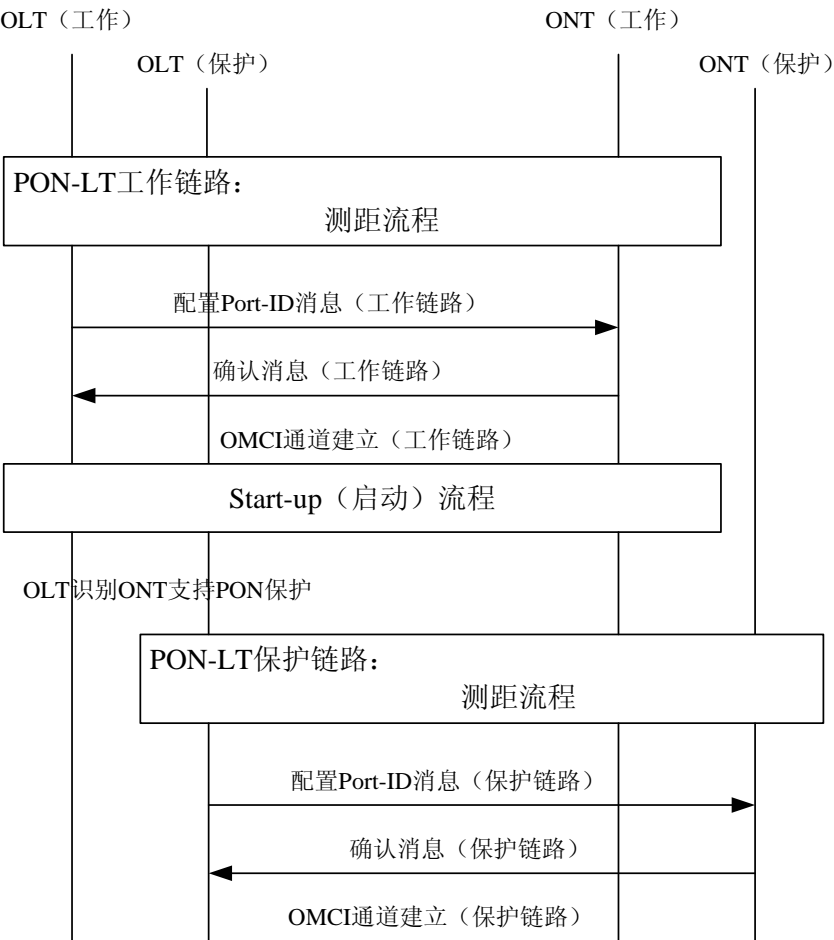 OLT（工作）
ONT（工作）
OLT（保护）
ONT（保护）
PON-LT工作链路：
测距流程
配置Port-ID消息（工作链路）
确认消息（工作链路）
OMCI通道建立（工作链路）
Start-up（启动）流程
OLT识别ONT支持PON保护
PON-LT保护链路：
测距流程
配置Port-ID消息（保护链路）
确认消息（保护链路）
OMCI通道建立（保护链路）